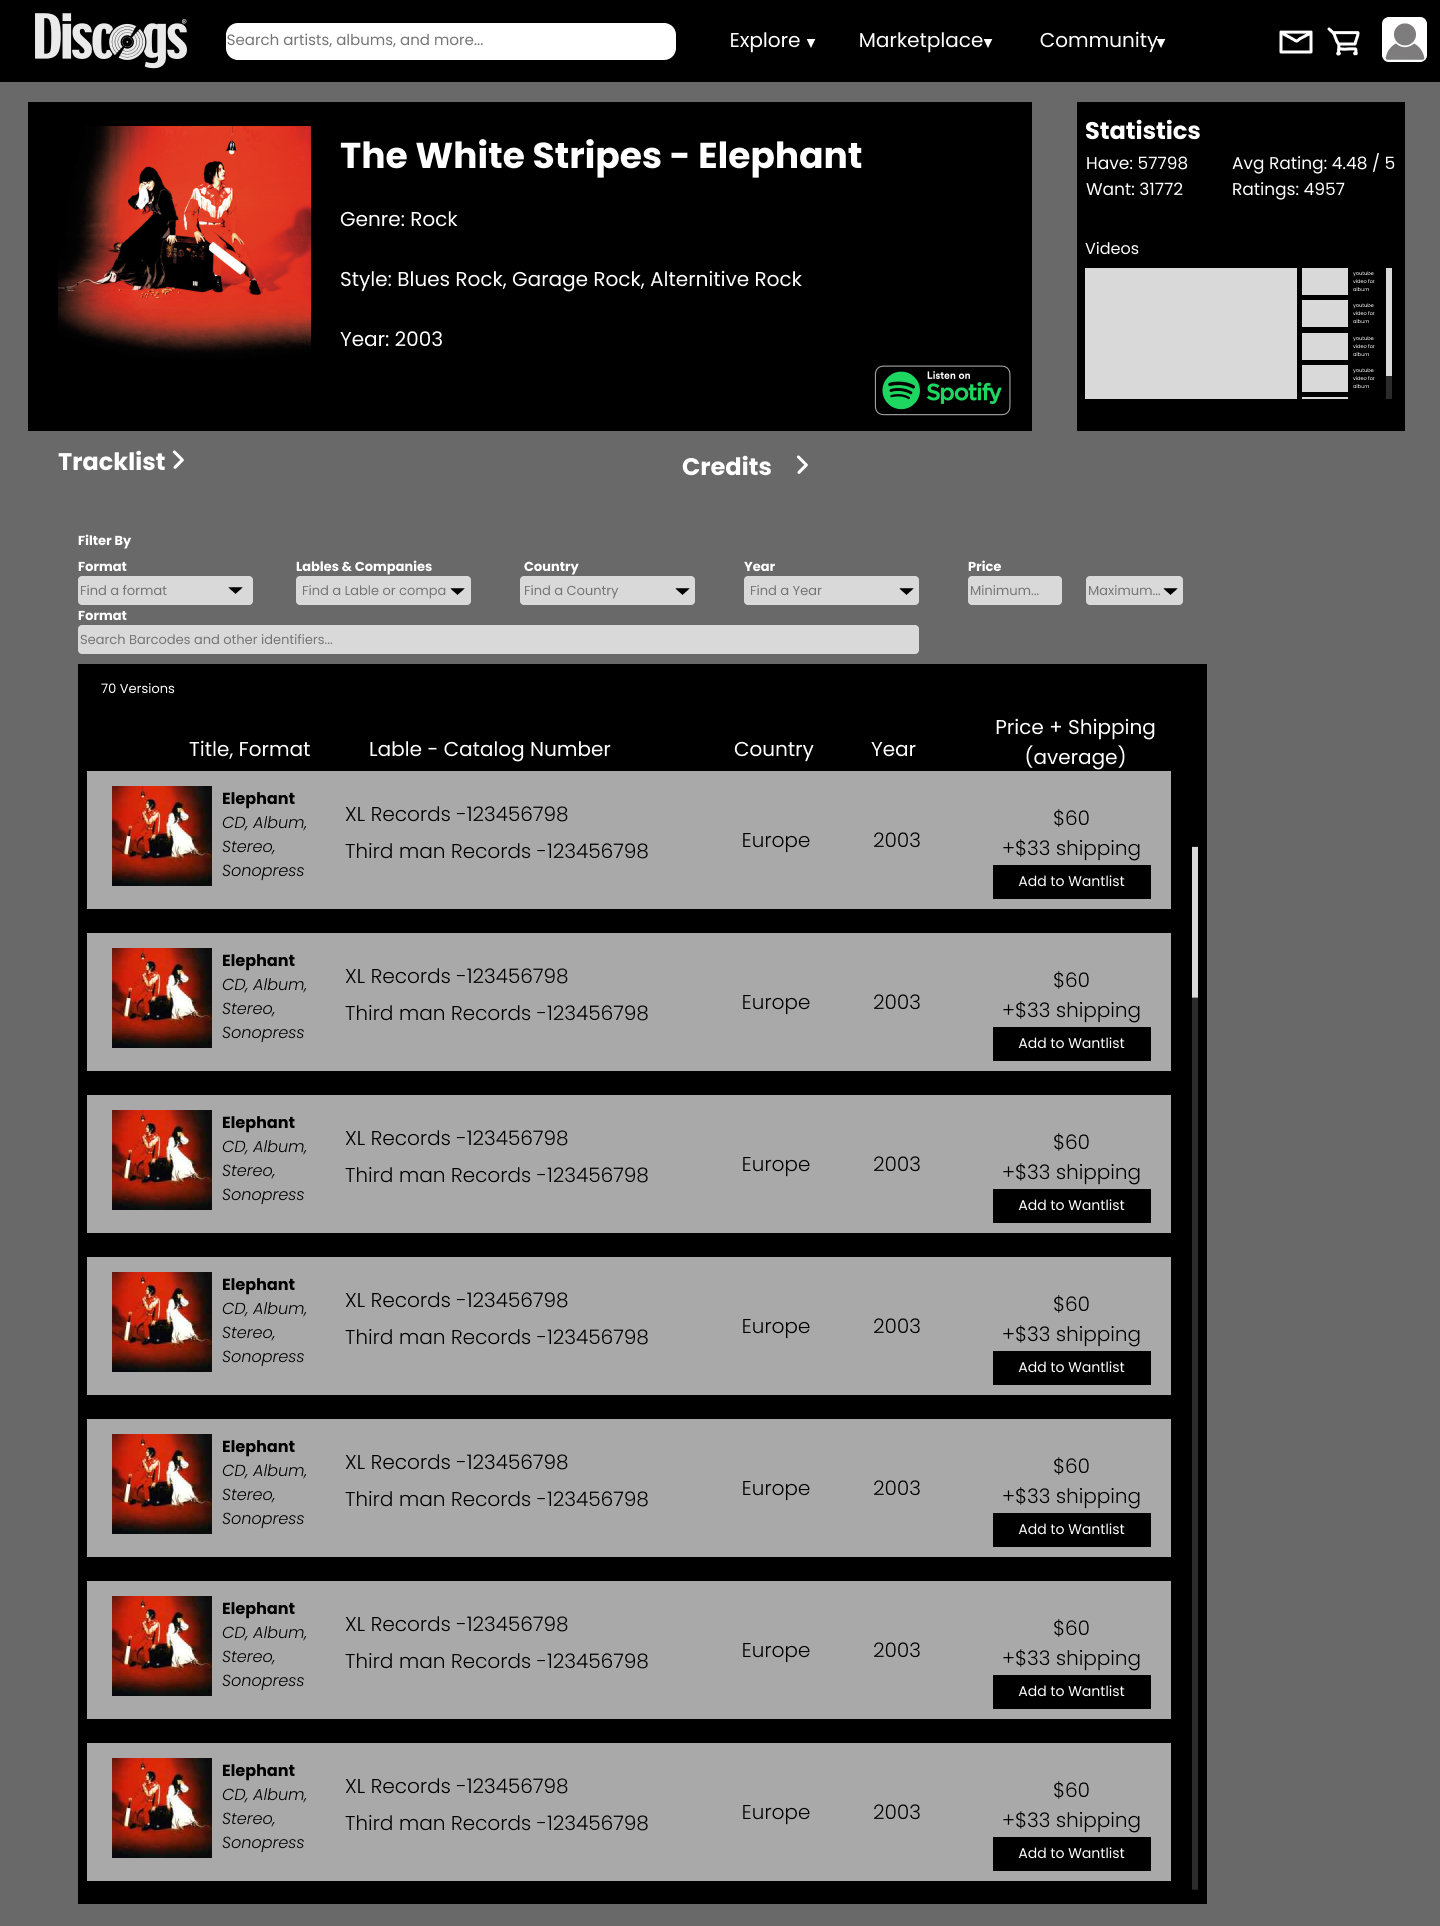 Discogs
Search artists, albums, and more...
Explore ▾
Marketplace▾
Community▾
The White Stripes - Elephant
Genre: Rock
Style: Blues Rock, Garage Rock, Alternitive Rock
Year: 2003
Listen on
Spotify
Statistics
Have: 57798
Avg Rating: 4.48 / 5
Want: 31772
Ratings: 4957
Videos
youtube
video for
album
youtube
video for
album
youtube
video for
album
youtube
video for
album
Tracklist
Credits
Filter By
Format
Lables & Companies
Country
Year
Price
Find a format
Find a Lable or compa
Find a Country
Find a Year
Minimum...
Maximum...
Format
Search Barcodes and other identifiers...
70 Versions
Title, Format
Lable - Catalog Number
Country
Year
Price + Shipping
(average)
Elephant
CD, Album,
Stereo,
Sonopress
XL Records -123456798
Third man Records -123456798
Europe
2003
$60
+$33 shipping
Add to Wantlist
Elephant
CD, Album,
Stereo,
Sonopress
XL Records -123456798
Third man Records -123456798
Europe
2003
$60
+$33 shipping
Add to Wantlist
Elephant
CD, Album,
Stereo,
Sonopress
XL Records -123456798
Third man Records -123456798
Europe
2003
$60
+$33 shipping
Add to Wantlist
Elephant
CD, Album,
Stereo,
Sonopress
XL Records -123456798
Third man Records -123456798
Europe
2003
$60
+$33 shipping
Add to Wantlist
Elephant
CD, Album,
Stereo,
Sonopress
XL Records -123456798
Third man Records -123456798
Europe
2003
$60
+$33 shipping
Add to Wantlist
Elephant
CD, Album,
Stereo,
Sonopress
XL Records -123456798
Third man Records -123456798
Europe
2003
$60
+$33 shipping
Add to Wantlist
Elephant
CD, Album,
Stereo,
Sonopress
XL Records -123456798
Third man Records -123456798
Europe
2003
$60
+$33 shipping
Add to Wantlist